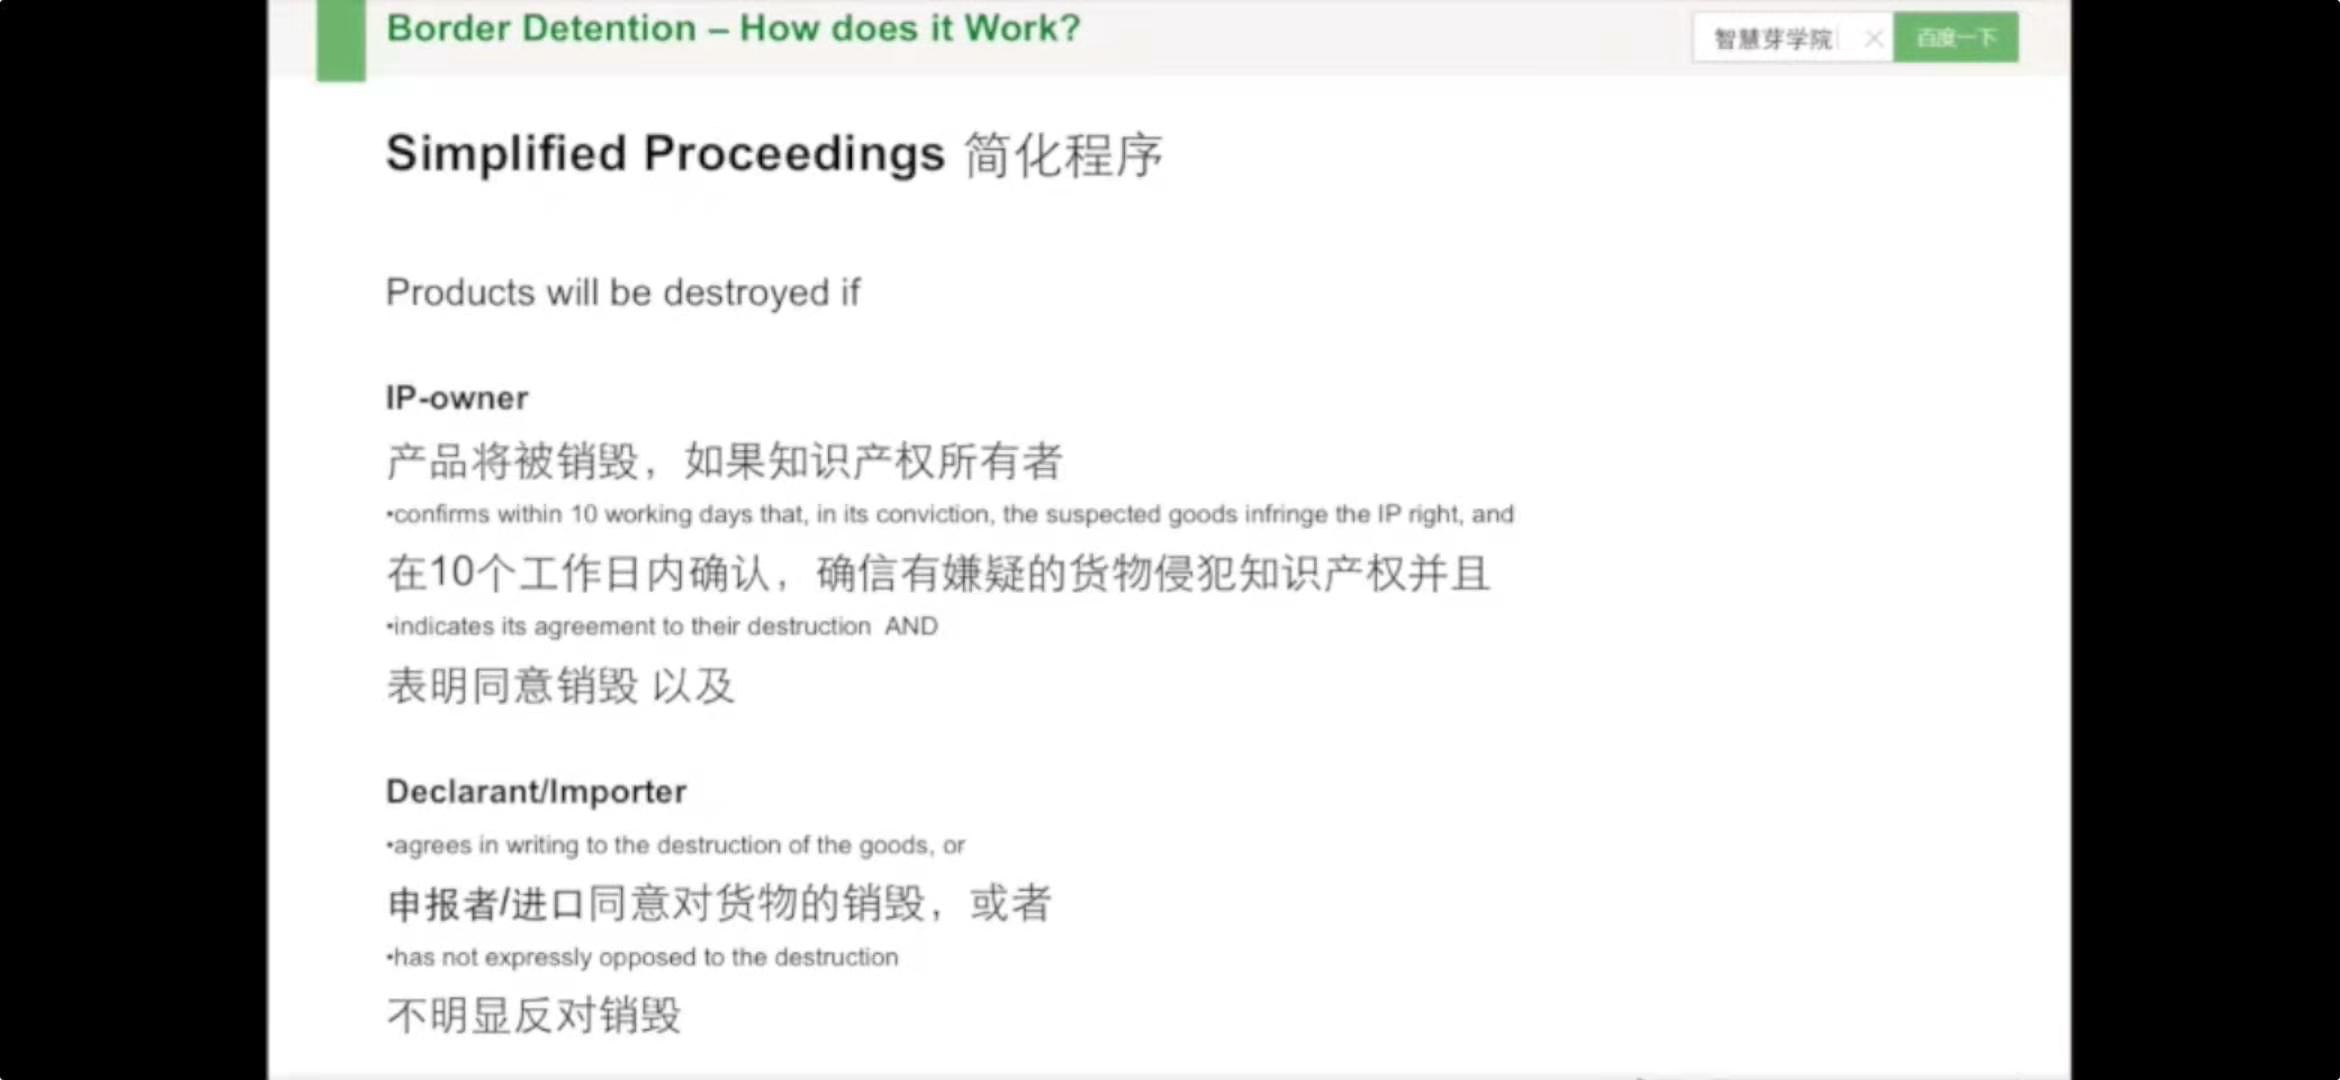 Border Detention – How does it Work?
智慧芽学院
百度一下
Simplified Proceedings 简化程序
Products will be destroyed if
IP-owner
产品将被销毁，如果知识产权所有者
•confirms within 10 working days that, in its conviction, the suspected goods infringe the IP right, and
在10个工作日内确认，确信有嫌疑的货物侵犯知识产权并且
•indicates its agreement to their destruction  AND
表明同意销毁 以及
Declarant/Importer
•agrees in writing to the destruction of the goods, or
申报者/进口同意对货物的销毁，或者
•has not expressly opposed to the destruction
不明显反对销毁